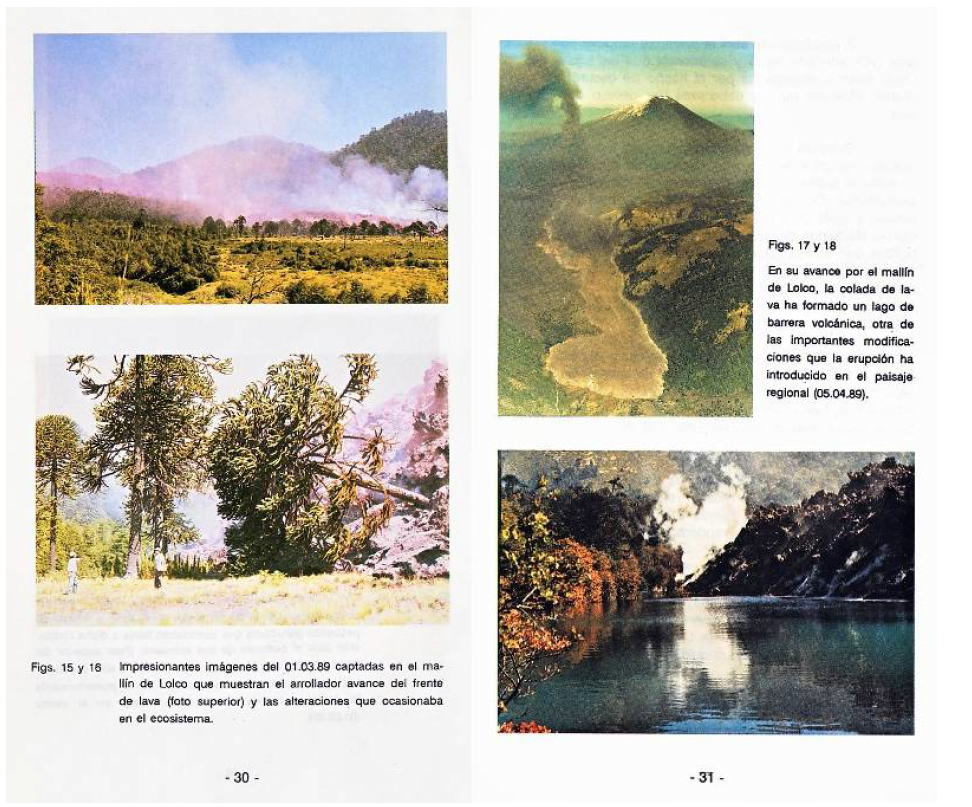 Figs. 15 y 16 Impresionantes imágenes del 01.03.89 captadas en el ma-
llín de Lolco que muestran el arrollador avance del frente
de lava (foto superior) y las alteraciones que ocasionaba
en el ecosistema.
- 30 -
Figs. 17 y 18
En su avance por el mallín
de Lolco, la colada de la-
va ha formado un lago de
barrera volcánica, otra de
las importantes modifica-
ciones que la erupción ha
introducido en el paisaje
regional (05.04.89).
- 31 -